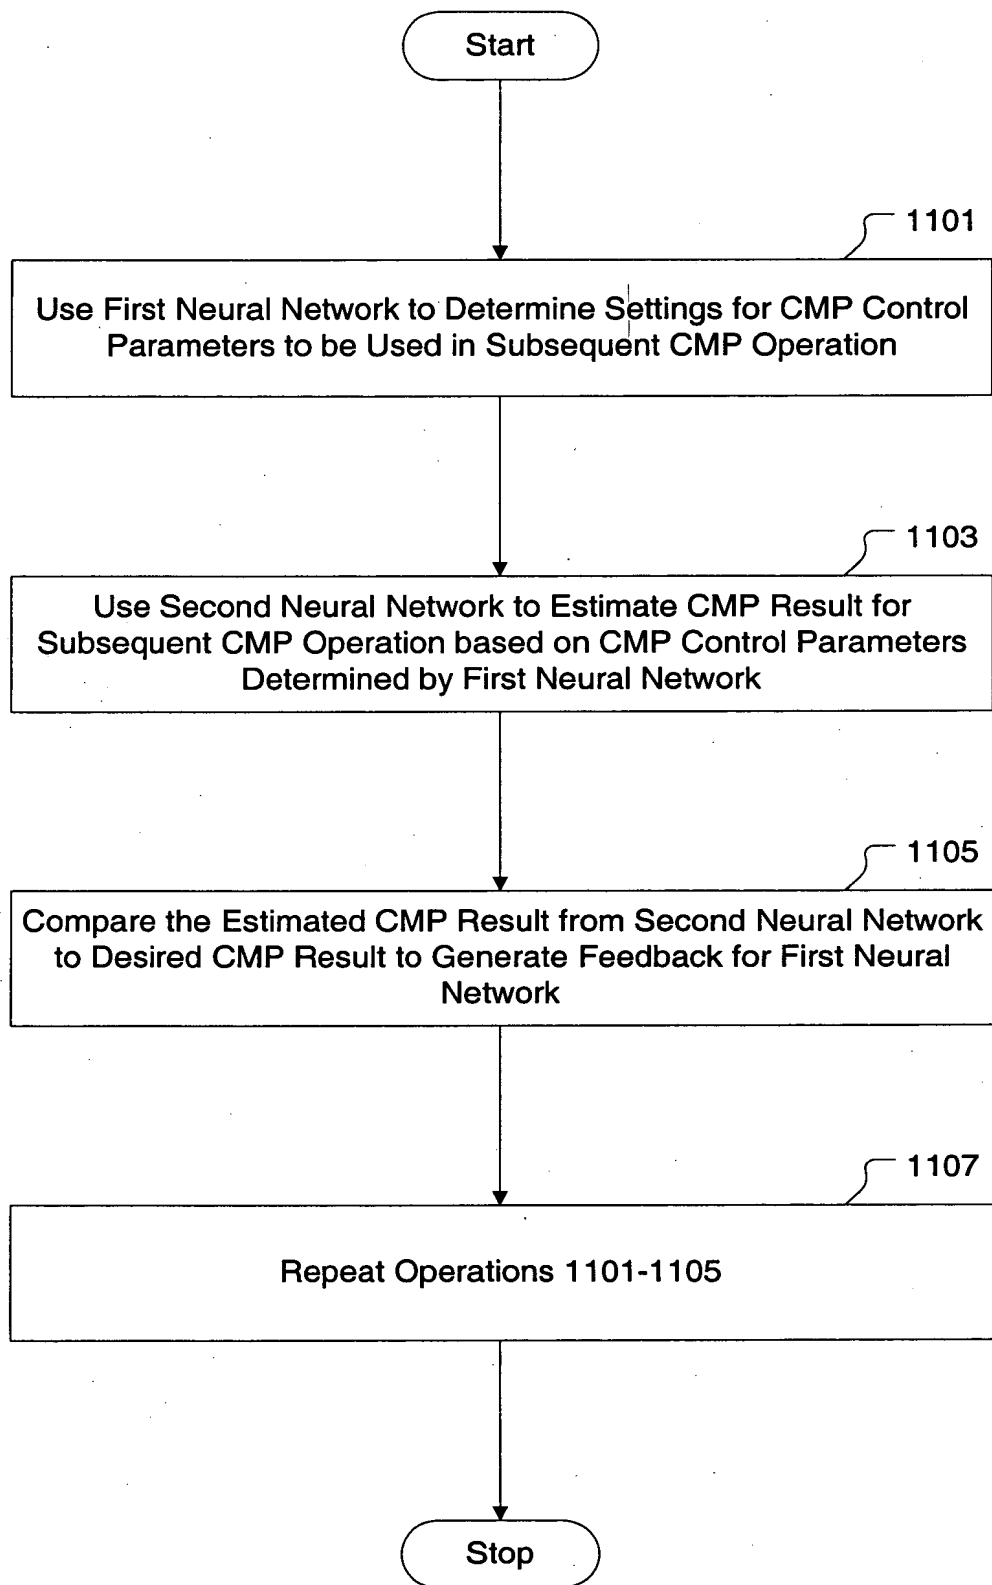 Start
1101
Use First Neural Network to Determine Settings for CMP Control
Parameters to be Used in Subsequent CMP Operation
1103
Use Second Neural Network to Estimate CMP Result for
Subsequent CMP Operation based on CMP Control Parameters
Determined by First Neural Network
1105
Compare the Estimated CMP Result from Second Neural Network
to Desired CMP Result to Generate Feedback for First Neural
Network
1107
Repeat Operations 1101-1105
Stop